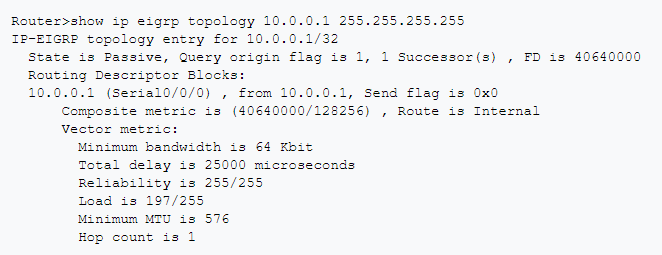 Router>show ip eigrp topology 10.0.0.1 255.255.255.255
IP-EIGRP topology entry for 10.0.0.1/32
State is Passive, Query origin flag is 1, 1 Successor(s) , FD is 40640000
Routing Descriptor Blocks:
10.0.0.1 (Serial0/0/0) , from 10.0.0.1, Send flag is 0x0
Composite metric is (40640000/128256) , Route is Internal
Vector metric:
Minimum bandwidth is 64 Kbit
Total delay is 25000 microseconds
Reliability is 255/255
Load is 197/255
Minimum MTU is 576
Hop count is 1